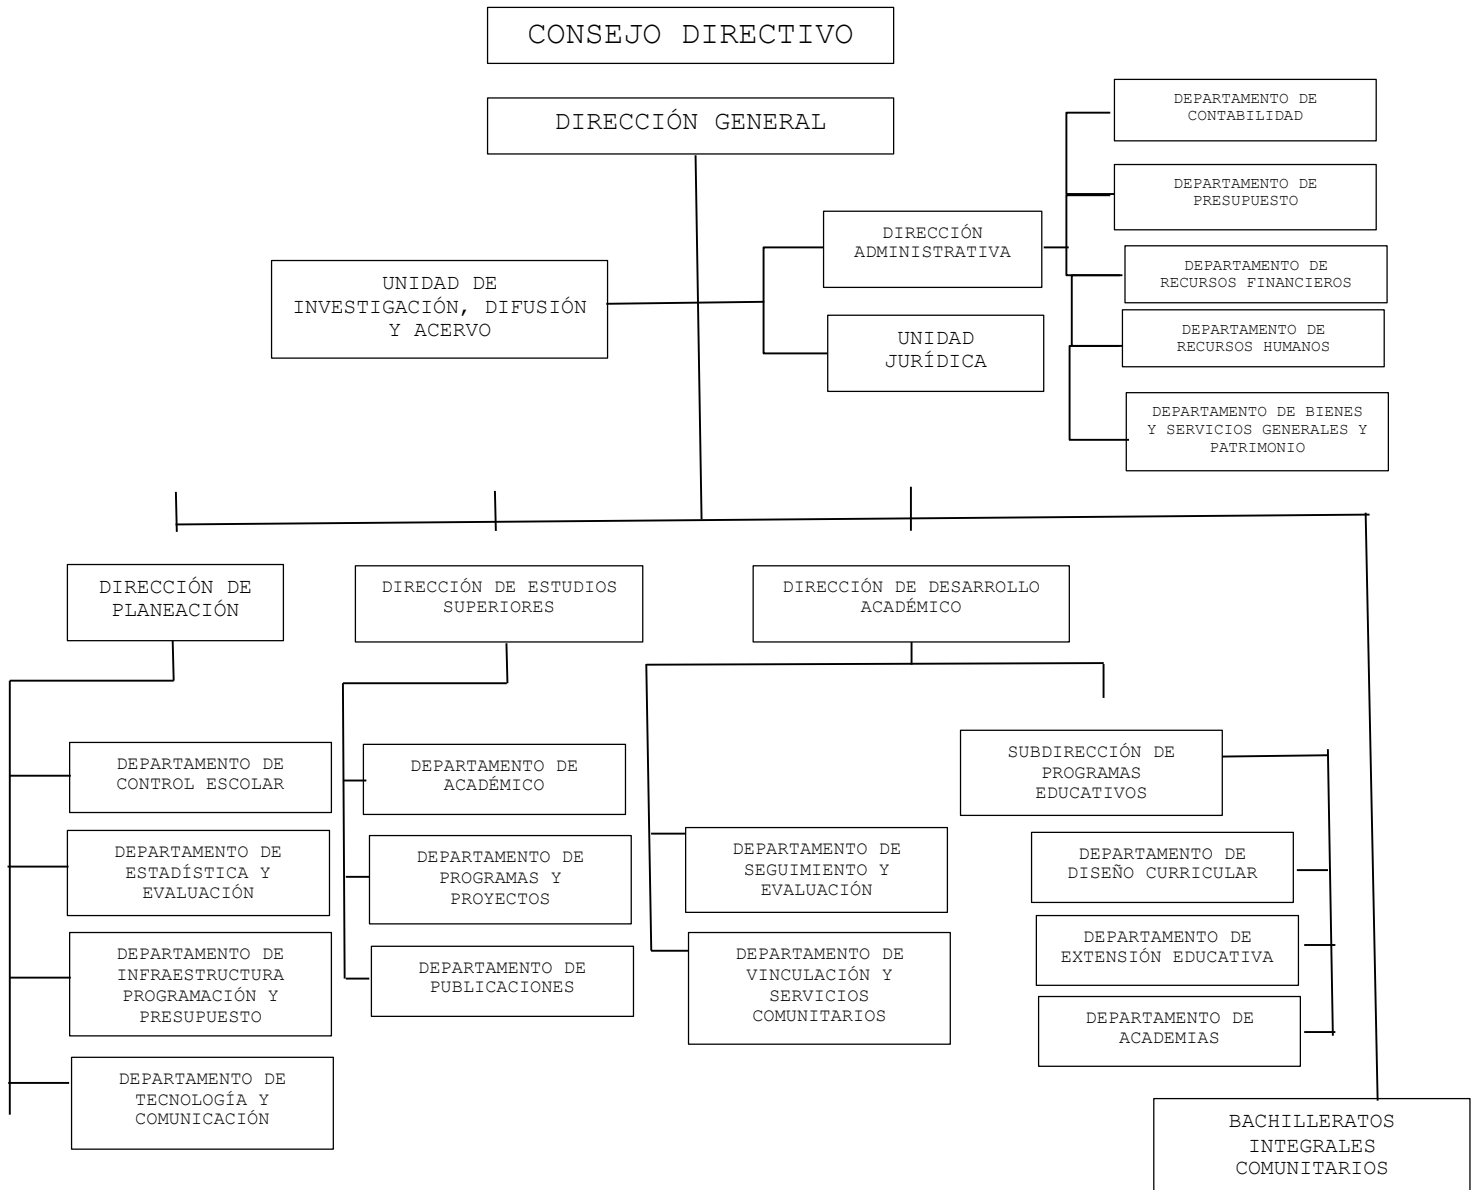 CONSEJO DIRECTIVO
DIRECCIÓN GENERAL
DEPARTAMENTO DE
CONTABILIDAD
DEPARTAMENTO DE
PRESUPUESTO
DIRECCIÓN
ADMINISTRATIVA
UNIDAD DE
INVESTIGACIÓN, DIFUSIÓN
Y ACERVO
DEPARTAMENTO DE
RECURSOS FINANCIEROS
UNIDAD
JURÍDICA
DEPARTAMENTO DE
RECURSOS HUMANOS
DEPARTAMENTO DE BIENES
Y SERVICIOS GENERALES Y
PATRIMONIO
DIRECCIÓN DE
PLANEACIÓN
DIRECCIÓN DE ESTUDIOS
SUPERIORES
DIRECCIÓN DE DESARROLLO
ACADÉMICO
DEPARTAMENTO DE
CONTROL ESCOLAR
DEPARTAMENTO DE
ESTADÍSTICA Y
EVALUACIÓN
DEPARTAMENTO DE
INFRAESTRUCTURA
PROGRAMACIÓN Y
PRESUPUESTO
DEPARTAMENTO DE
TECNOLOGÍA Y
COMUNICACIÓN
DEPARTAMENTO DE
ACADÉMICO
DEPARTAMENTO DE
PROGRAMAS Y
PROYECTOS
DEPARTAMENTO DE
PUBLICACIONES
DEPARTAMENTO DE
SEGUIMIENTO Y
EVALUACIÓN
DEPARTAMENTO DE
VINCULACIÓN Y
SERVICIOS
COMUNITARIOS
SUBDIRECCIÓN DE
PROGRAMAS
EDUCATIVOS
DEPARTAMENTO DE
DISEÑO CURRICULAR
DEPARTAMENTO DE
EXTENSIÓN EDUCATIVA
DEPARTAMENTO DE
ACADEMIAS
BACHILLERATOS
INTEGRALES
COMUNITARIOS